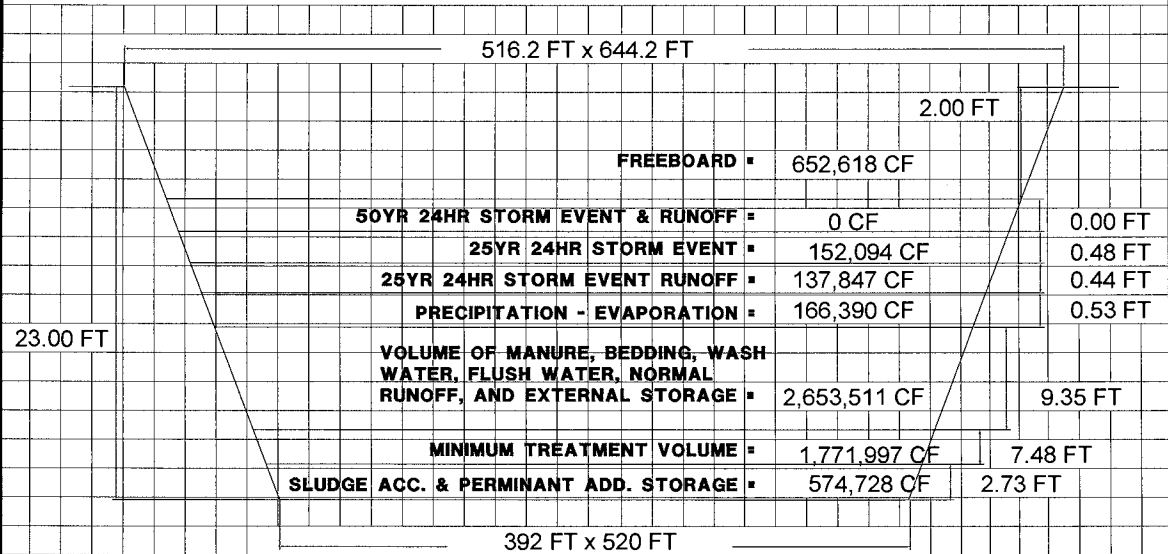 516.2 FT x 644.2 FT
2.00 FT
FREEBOARD = 652,618 CF
50YR 24HR STORM EVENT & RUNOFF = 0 CF 0.00 FT
25YR 24HR STORM EVENT = 152,094 CF 0.48 FT
25YR 24HR STORM EVENT RUNOFF = 137,847 CF 0.44 FT
PRECIPITATION - EVAPORATION = 166,390 CF 0.53 FT
23.00 FT
VOLUME OF MANURE, BEDDING, WASH
WATER, FLUSH WATER, NORMAL
RUNOFF, AND EXTERNAL STORAGE = 2,653,511 CF 9.35 FT
MINIMUM TREATMENT VOLUME = 1,771,997 CF 7.48 FT
SLUDGE ACC. & PERMINANT ADD. STORAGE = 574,728 CF 2.73 FT
392 FT x 520 FT